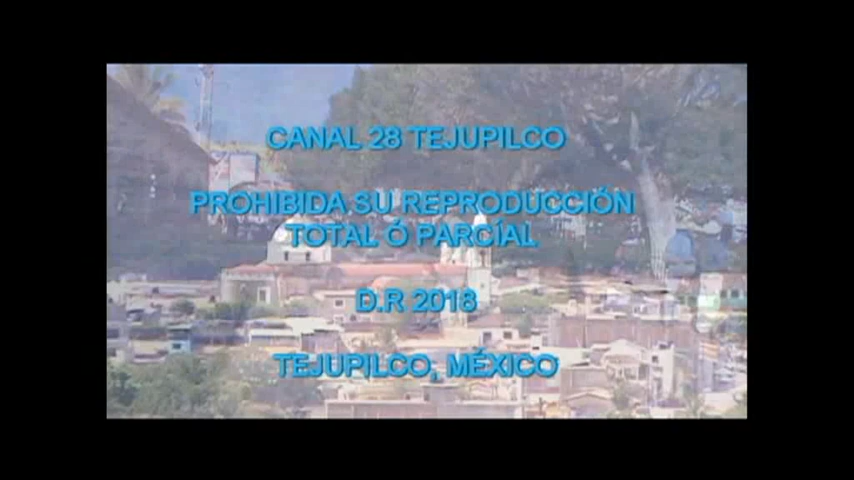 CANAL 28 TEJUPILCO
PROHIBIDA SU REPRODUCCIÓN
TOTAL Ó PARCÍAL
D.R 2018
TEJUPILCO, MÉXICO